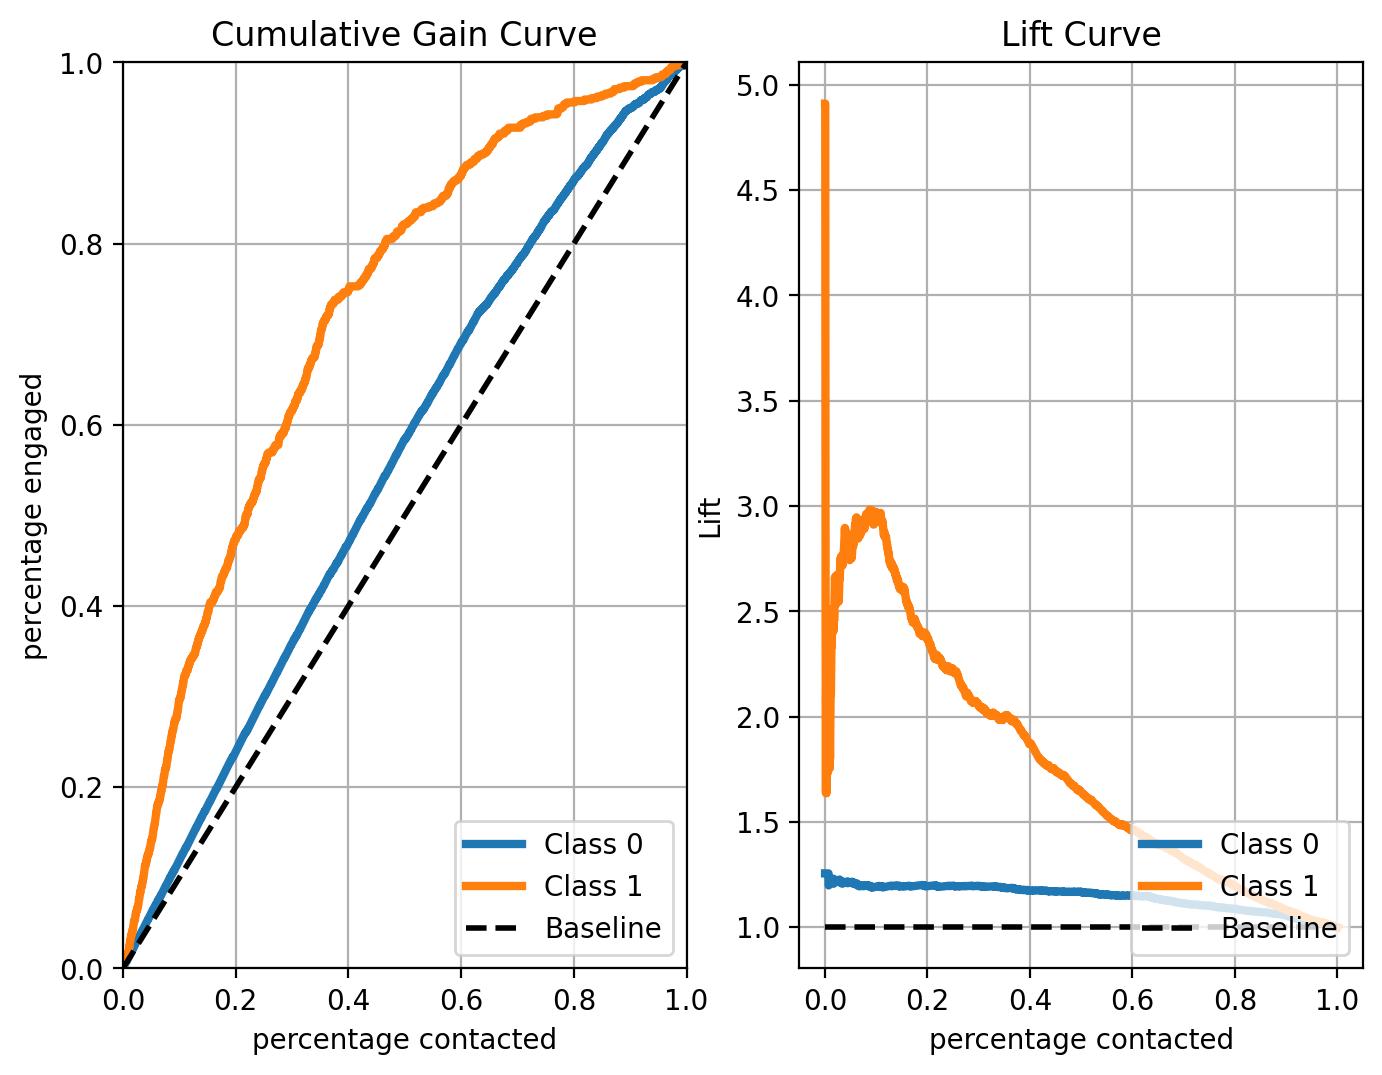 Cumulative Gain Curve
1.0
0.8
0.6
0.4
0.2
0.0
percentage engaged
0.0 0.2 0.4 0.6 0.8 1.0
percentage contacted
Class 0
Class 1
Baseline
Lift Curve
5.0
4.5
4.0
3.5
3.0
2.5
2.0
1.5
1.0
Lift
0.0 0.2 0.4 0.6 0.8 1.0
percentage contacted
Class 0
Class 1
Baseline